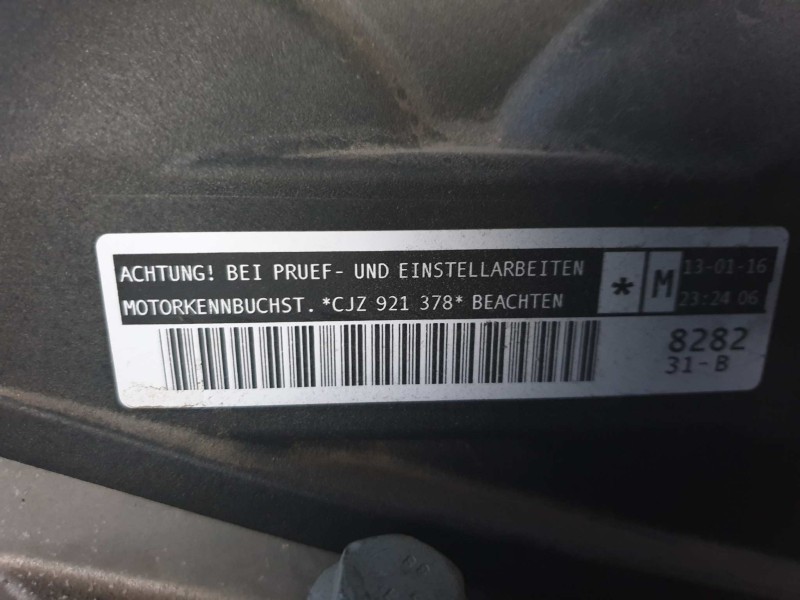 ACHTUNG! BEI PRUEF- UND EINSTELLARBEITEN
MOTORKENNBUCHST. *CJZ 921 378* BEACHTEN
* M
13-01-16
23:24 06
8282
31-B